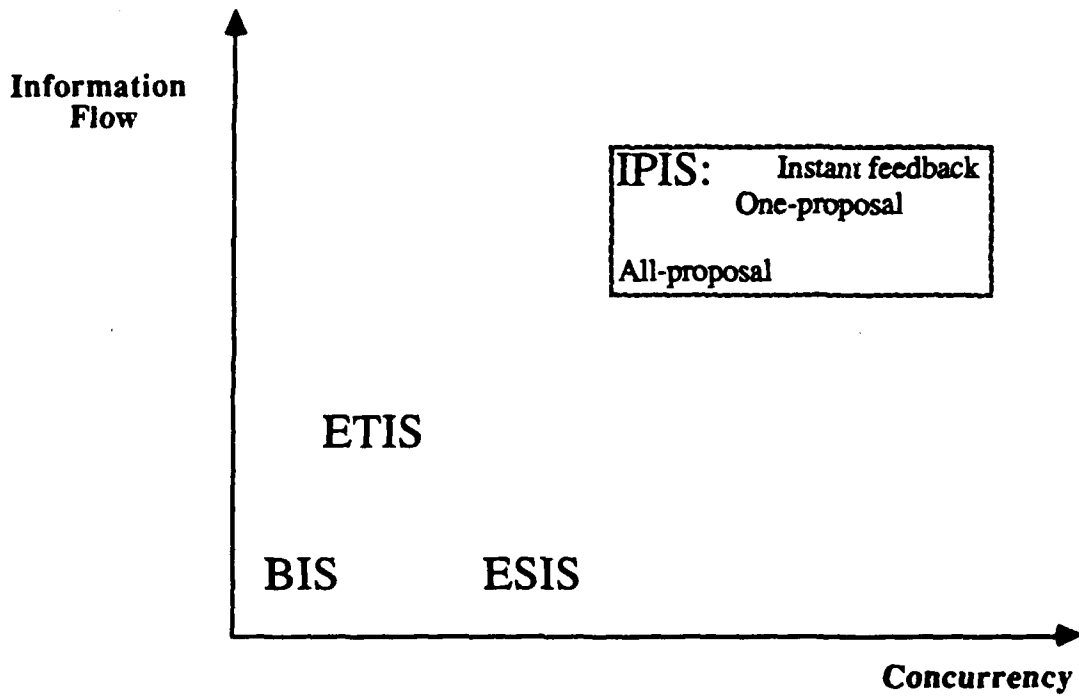 Information
Flow
IPIS: Instant feedback
One-proposal
All-proposal
ETIS
BIS ESIS
Concurrency